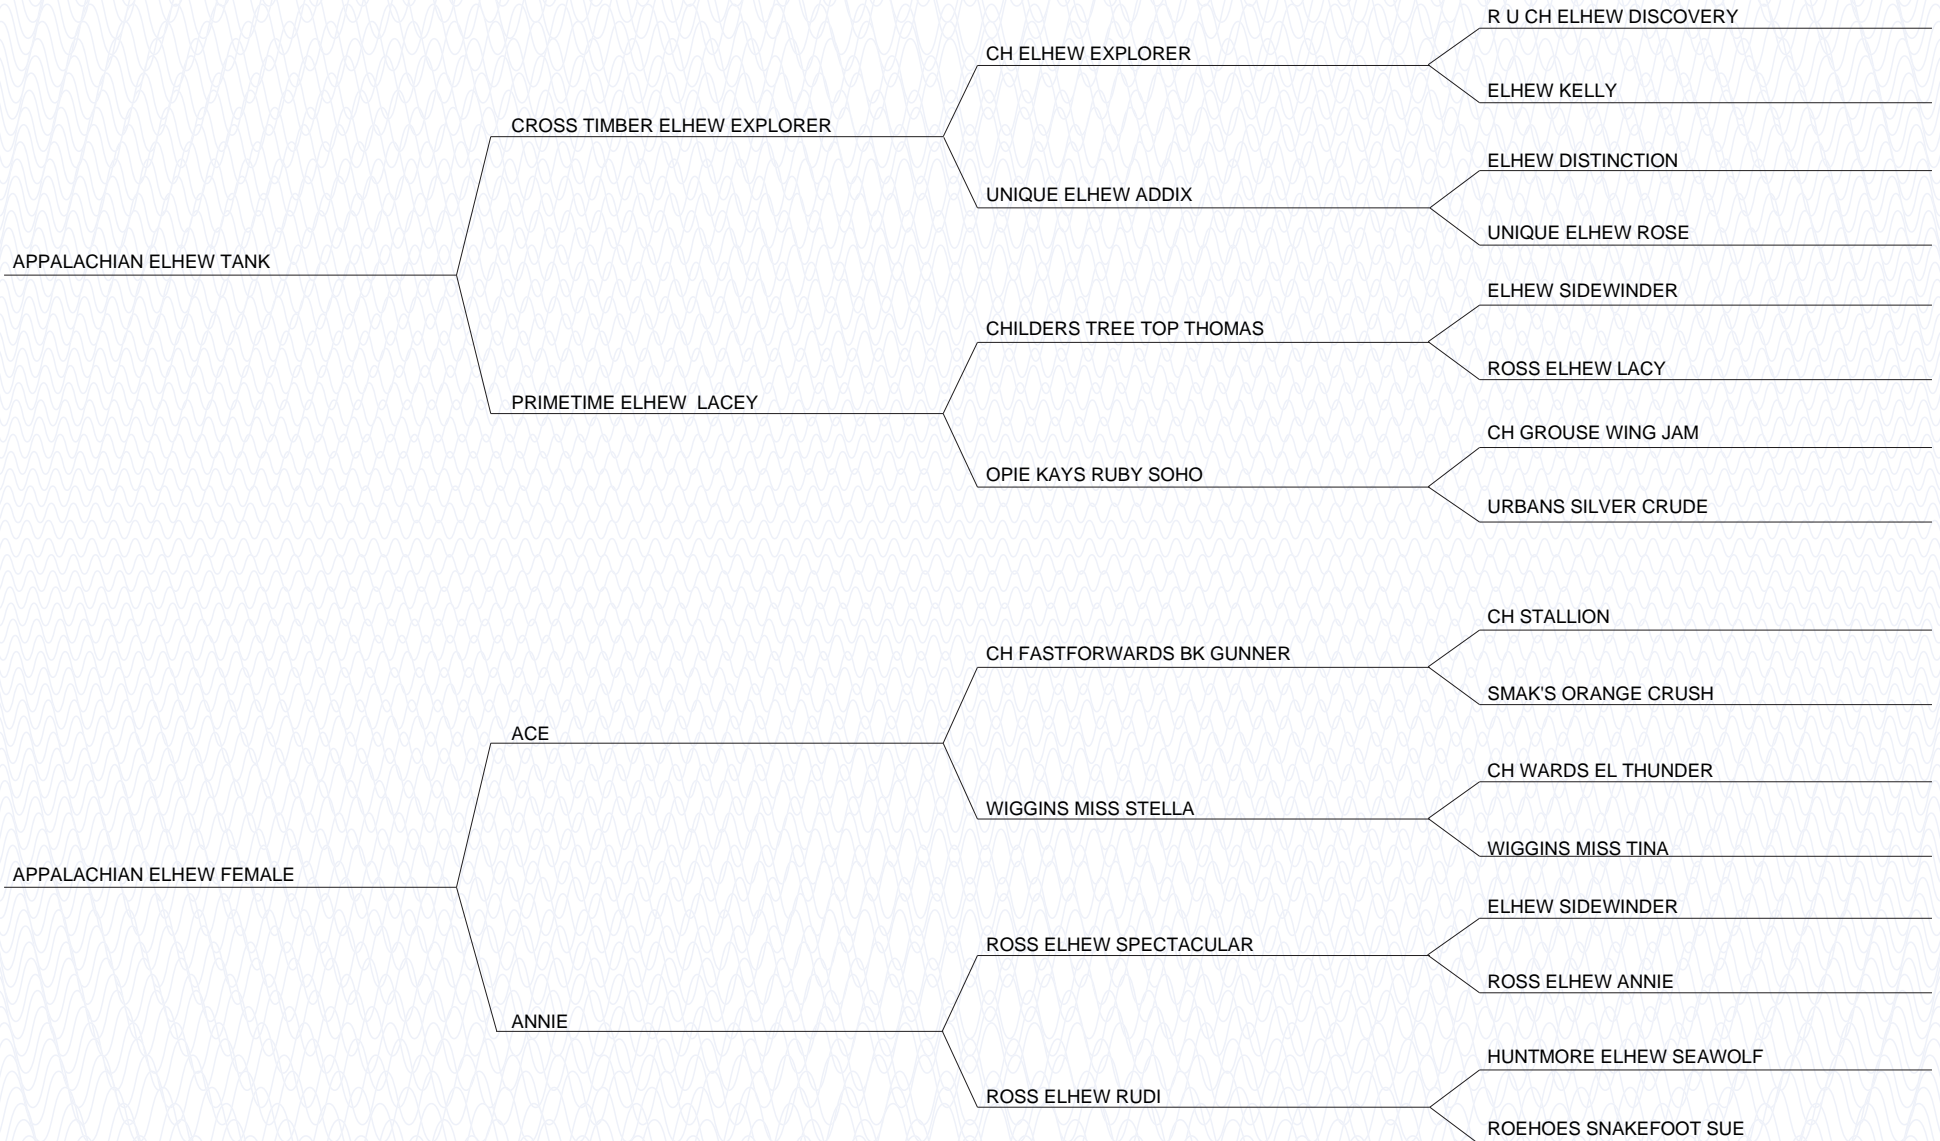 R U CH ELHEW DISCOVERY
CH ELHEW EXPLORER
ELHEW KELLY
CROSS TIMBER ELHEW EXPLORER
ELHEW DISTINCTION
UNIQUE ELHEW ADDIX
UNIQUE ELHEW ROSE
APPALACHIAN ELHEW TANK
ELHEW SIDEWINDER
CHILDERS TREE TOP THOMAS
ROSS ELHEW LACY
PRIMETIME ELHEW  LACEY
CH GROUSE WING JAM
OPIE KAYS RUBY SOHO
URBANS SILVER CRUDE
CH STALLION
CH FASTFORWARDS BK GUNNER
SMAK'S ORANGE CRUSH
ACE
CH WARDS EL THUNDER
WIGGINS MISS STELLA
WIGGINS MISS TINA
APPALACHIAN ELHEW FEMALE
ELHEW SIDEWINDER
ROSS ELHEW SPECTACULAR
ROSS ELHEW ANNIE
ANNIE
HUNTMORE ELHEW SEAWOLF
ROSS ELHEW RUDI
ROEHOES SNAKEFOOT SUE